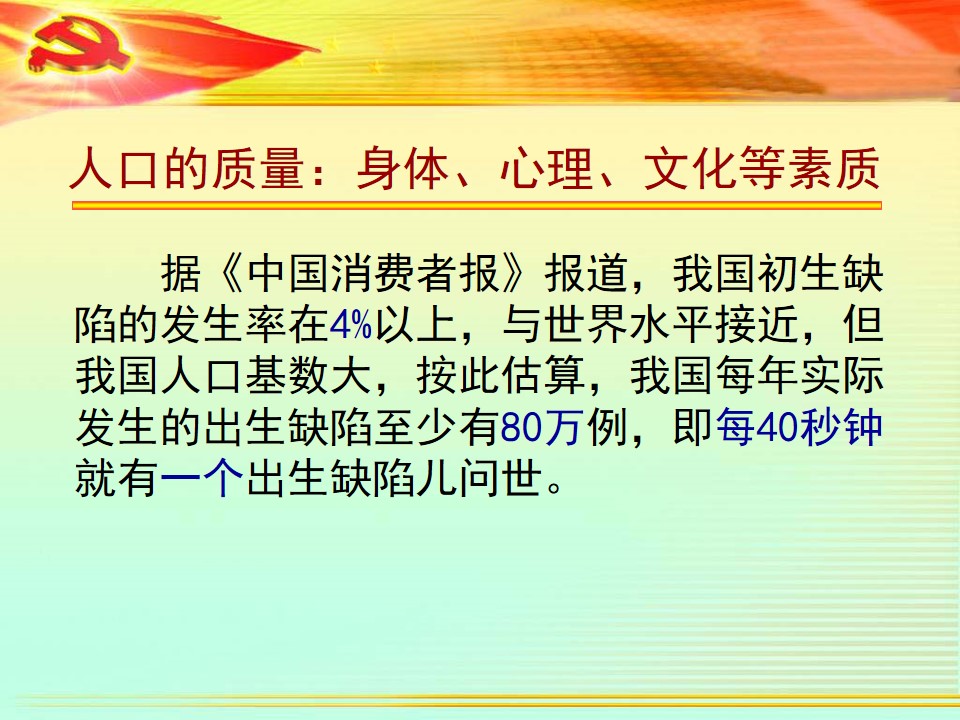 人口的质量：身体、心理、文化等素质
据《中国消费者报》报道，我国初生缺
陷的发生率在4%以上，与世界水平接近，但
我国人口基数大，按此估算，我国每年实际
发生的出生缺陷至少有80万例，即每40秒钟
就有一个出生缺陷儿问世。